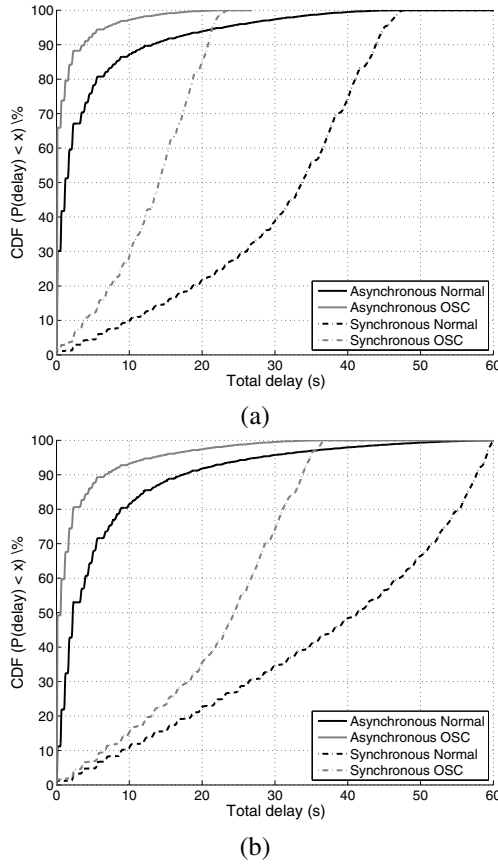 100
90
80
70
60
50
40
30
20
10
0
CDF (P(delay) < x) \%
Asynchronous Normal
Asynchronous OSC
Synchronous Normal
Synchronous OSC
0 10 20 30 40 50 60
Total delay (s)
(a)
100
90
80
70
60
50
40
30
20
10
0
CDF (P(delay) < x) \%
Asynchronous Normal
Asynchronous OSC
Synchronous Normal
Synchronous OSC
0 10 20 30 40 50 60
Total delay (s)
(b)